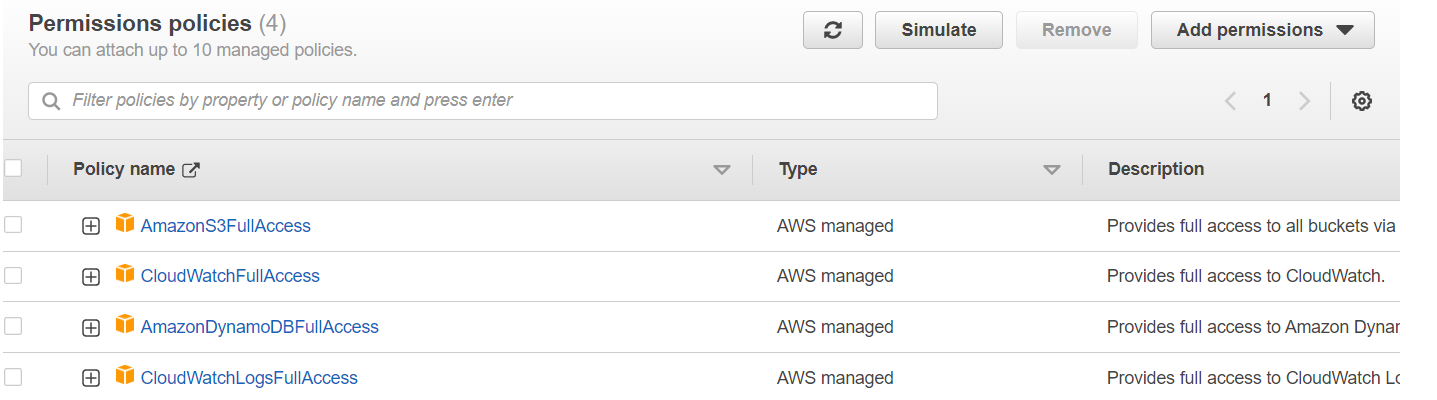 Permissions policies (4)
You can attach up to 10 managed policies.
Simulate Remove Add permissions
Filter policies by property or policy name and press enter
1
Policy name Type Description
AmazonS3FullAccess AWS managed Provides full access to all buckets via
CloudWatchFullAccess AWS managed Provides full access to CloudWatch.
AmazonDynamoDBFullAccess AWS managed Provides full access to Amazon Dynar
CloudWatchLogsFullAccess AWS managed Provides full access to CloudWatch Lo